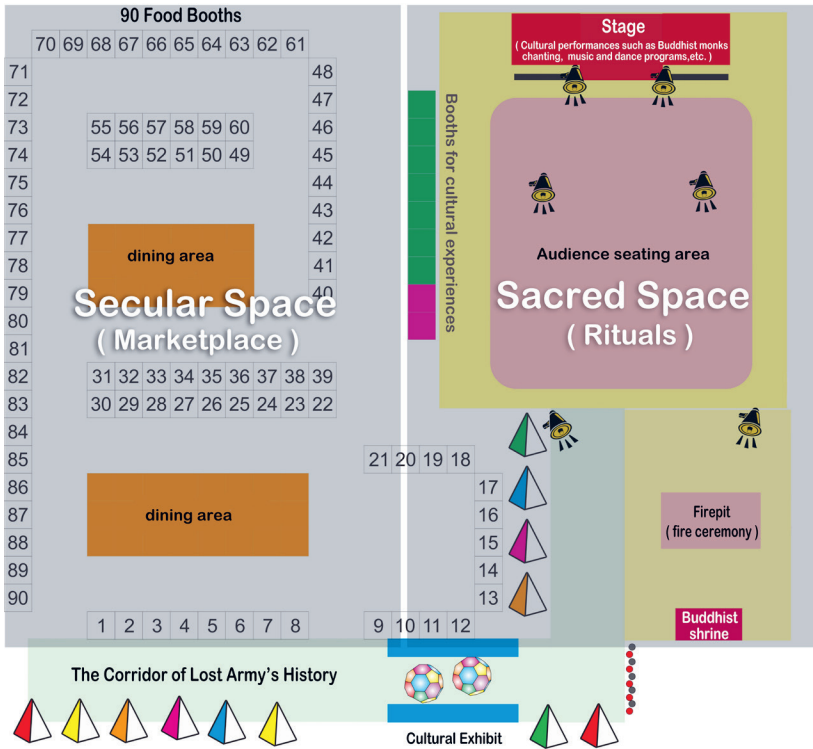 90 Food Booths
70 69 68 67 66 65 64 63 62 61
71
72
73
74
75
76
77
78
79
80
81
82
83
84
85
86
87
88
89
90
48
47
46
45
44
43
42
41
40
55 56 57 58 59 60
54 53 52 51 50 49
dining area
Secular Space
( Marketplace )
31 32 33 34 35 36 37 38 39
30 29 28 27 26 25 24 23 22
21 20 19 18
17
16
15
14
13
dining area
1 2 3 4 5 6 7 8
9 10 11 12
Stage
( Cultural performances such as Buddhist monks
chanting, music and dance programs,etc. )
Booths for cultural experiences
Audience seating area
Sacred Space
( Rituals )
Firepit
( fire ceremony )
Buddhist
shrine
The Corridor of Lost Army's History
Cultural Exhibit